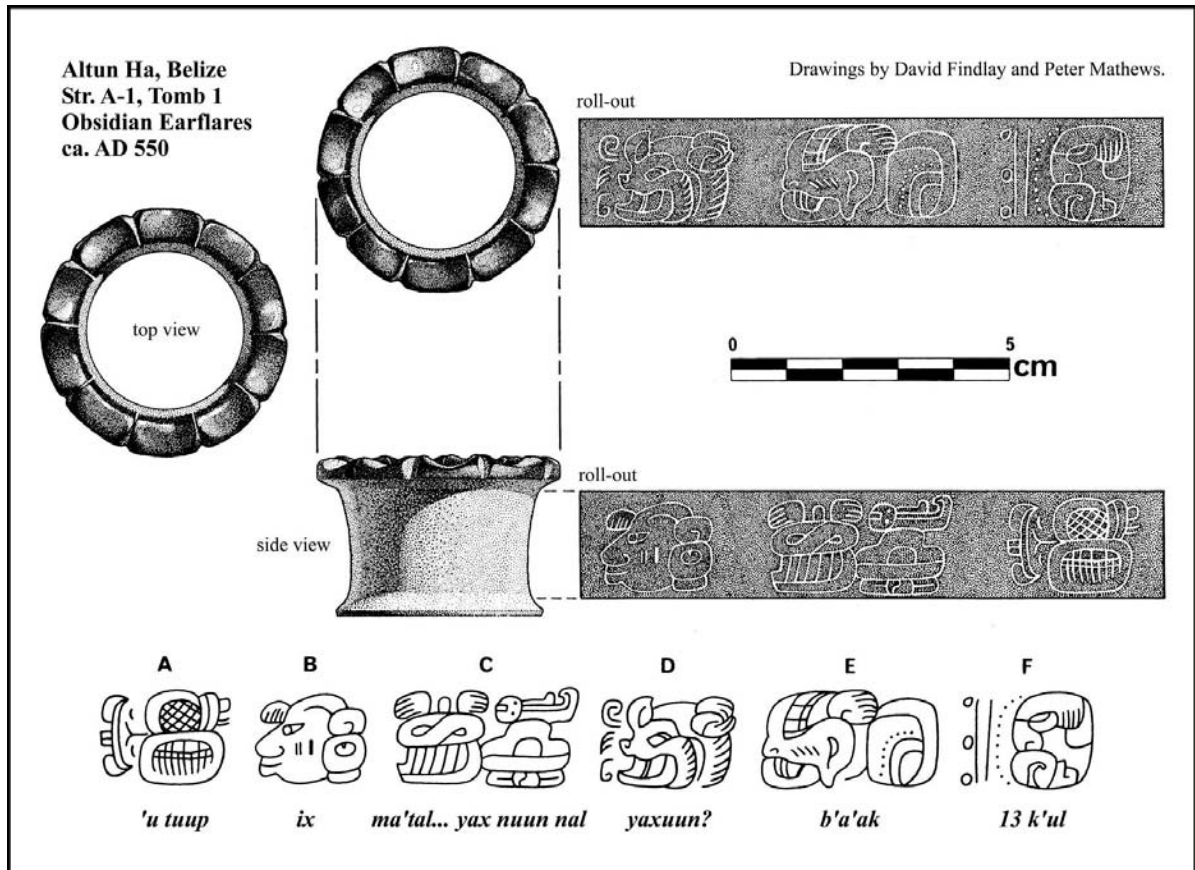 Altun Ha, Belize
Str. A-1, Tomb 1
Obsidian Earflares
ca. AD 550
Drawings by David Findlay and Peter Mathews.
roll-out
top view
0 5
cm
roll-out
side view
A B C D E F
'u tuup ix ma'tal... yax nuun nal yaxuun? b'a'ak 13 k'ul